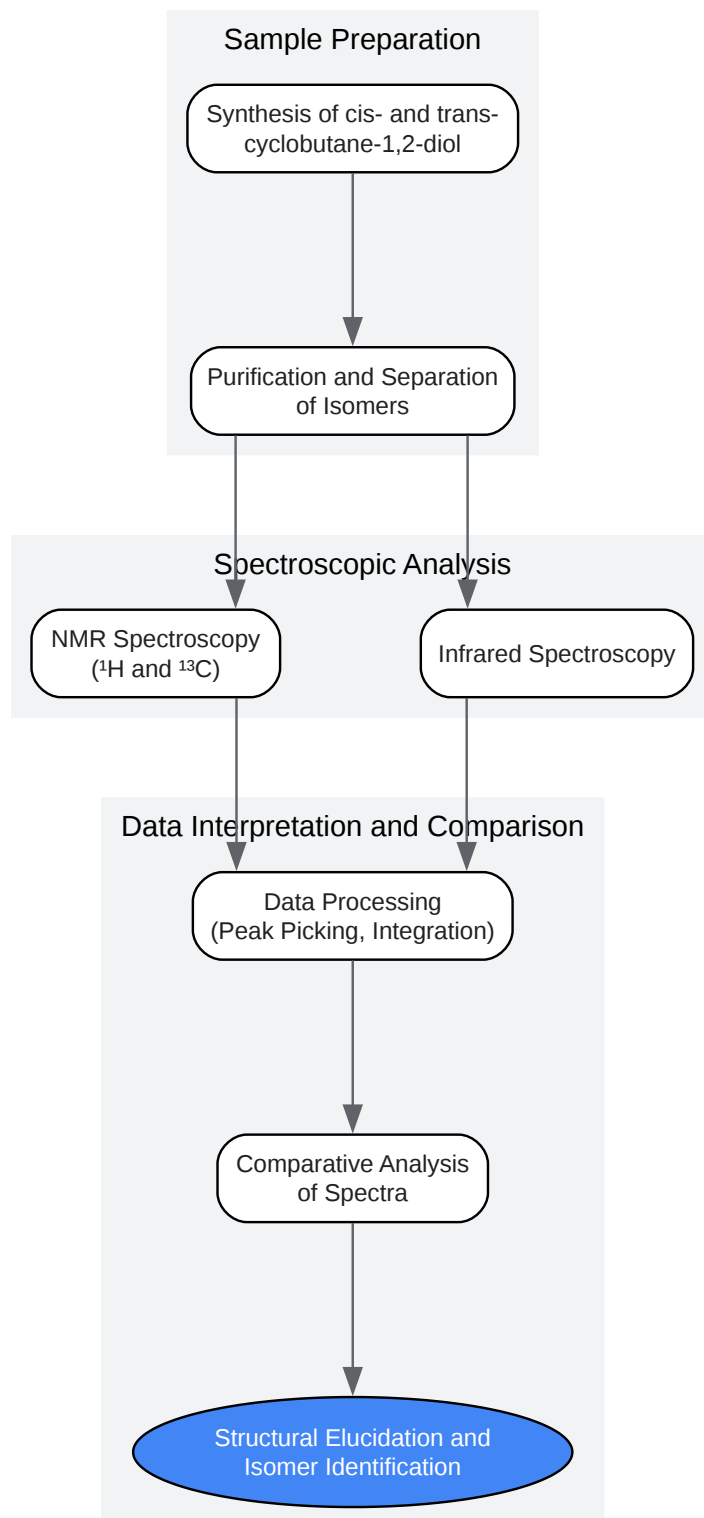 Sample Preparation
Synthesis of cis- and trans-
cyclobutane-1,2-diol
Purification and Separation
of Isomers
Spectroscopic Analysis
NMR Spectroscopy
(¹H and ¹³C)
Infrared Spectroscopy
Data Interpretation and Comparison
Data Processing
(Peak Picking, Integration)
Comparative Analysis
of Spectra
Structural Elucidation and
Isomer Identification